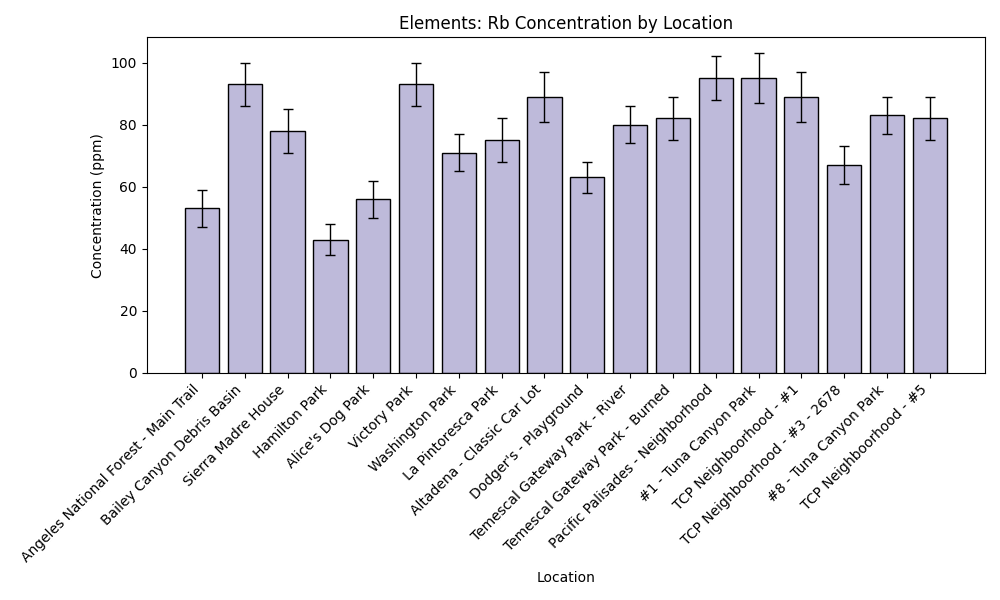 Elements: Rb Concentration by Location
Concentration (ppm)
100
80
60
40
20
0
Angeles National Forest - Main Trail
Bailey Canyon Debris Basin
Sierra Madre House
Hamilton Park
Alice's Dog Park
Victory Park
Washington Park
La Pintoresca Park
Altadena - Classic Car Lot
Dodger's - Playground
Temescal Gateway Park - River
Temescal Gateway Park - Burned
Pacific Palisades - Neighborhood
#1 - Tuna Canyon Park
TCP Neighboorhood - #1
TCP Neighboorhood - #3 - 2678
#8 - Tuna Canyon Park
TCP Neighboorhood - #5
Location